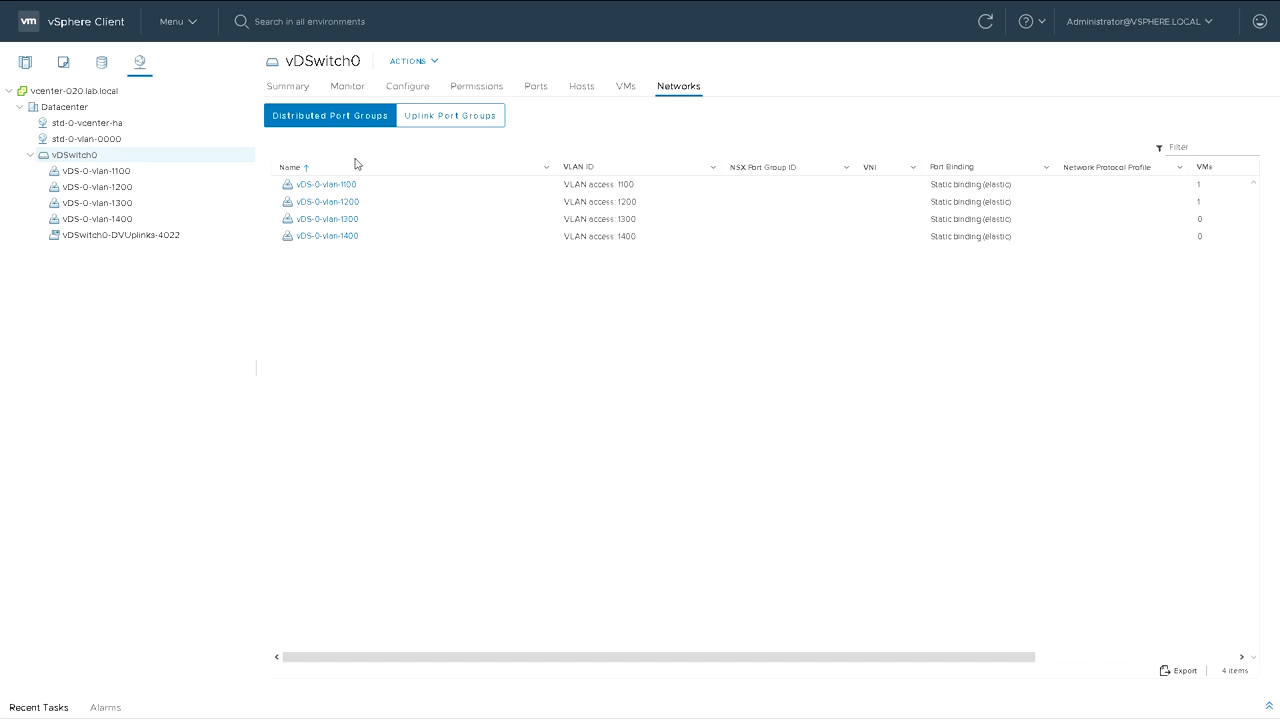 vm vSphere Client Menu Search in all environments Administrator@VSPHERE.LOCAL
vcenter-020.lab.local
Datacenter
std-0-vcenter-ha
std-0-vlan-0000
vDSwitch0
vDS-0-vlan-1100
vDS-0-vlan-1200
vDS-0-vlan-1300
vDS-0-vlan-1400
vDSwitch0-DVUplinks-4022
vDSwitch0 ACTIONS
Summary Monitor Configure Permissions Ports Hosts VMs Networks
Distributed Port Groups Uplink Port Groups
Filter
Name VLAN ID NSX Port Group ID VNI Port Binding Network Protocol Profile VMs
vDS-0-vlan-1100 VLAN access: 1100 Static binding (elastic) 1
vDS-0-vlan-1200 VLAN access: 1200 Static binding (elastic) 1
vDS-0-vlan-1300 VLAN access: 1300 Static binding (elastic) 0
vDS-0-vlan-1400 VLAN access: 1400 Static binding (elastic) 0
Export 4 items
Recent Tasks Alarms